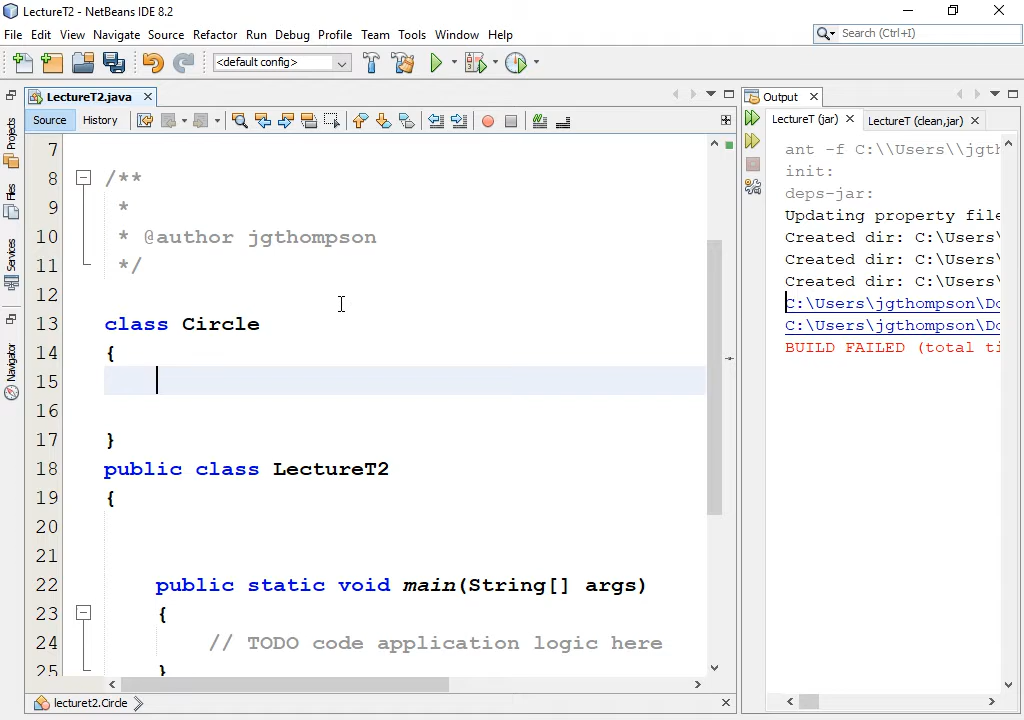 LectureT2 - NetBeans IDE 8.2
File Edit View Navigate Source Refactor Run Debug Profile Team Tools Window Help
Search (Ctrl+I)
<default config>
LectureT2.java
Output
Source History
LectureT (jar) LectureT (clean,jar)
Projects
Files
Services
Navigator
7
8 /**
9 *
10 * @author jgthompson
11 */
12
13 class Circle
14 {
15
16
17 }
18 public class LectureT2
19 {
20
21
22 public static void main(String[] args)
23 {
24 // TODO code application logic here
25 }
ant -f C:\\Users\\jgth
init:
deps-jar:
Updating property file
Created dir: C:\Users\
Created dir: C:\Users\
Created dir: C:\Users\
C:\Users\jgthompson\Do
C:\Users\jgthompson\Do
BUILD FAILED (total ti
lecturet2.Circle